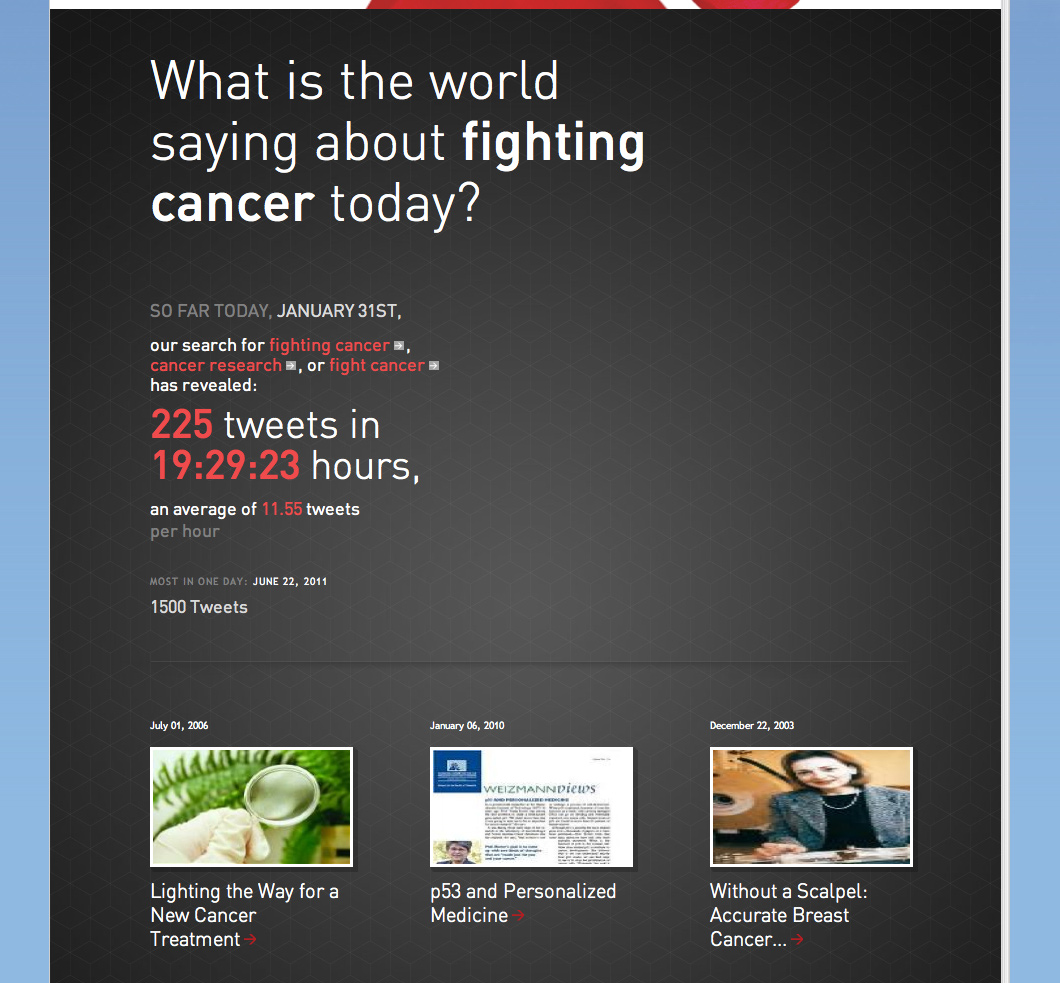 What is the world
saying about fighting
cancer today?
SO FAR TODAY, JANUARY 31ST,
our search for fighting cancer ,
cancer research , or fight cancer
has revealed:
225 tweets in
19:29:23 hours,
an average of 11.55 tweets
per hour
MOST IN ONE DAY: JUNE 22, 2011
1500 Tweets
July 01, 2006
January 06, 2010
December 22, 2003
WEIZMANNviews
p53 AND PERSONALIZED MEDICINE
Lighting the Way for a
New Cancer
Treatment →
p53 and Personalized
Medicine →
Without a Scalpel:
Accurate Breast
Cancer... →